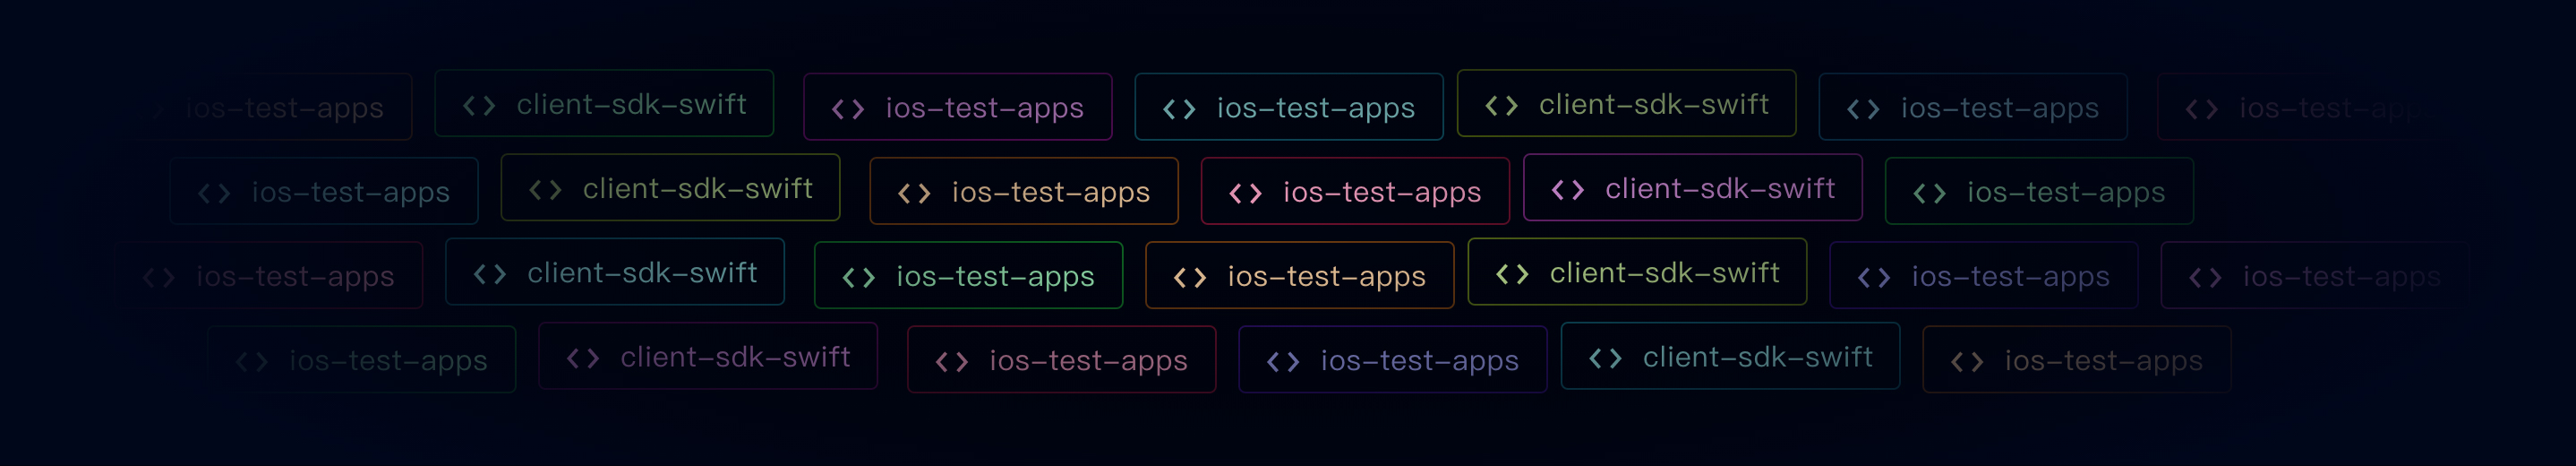 ios-test-apps <> client-sdk-swift <> ios-test-apps <> ios-test-apps <> client-sdk-swift <> ios-test-apps <> ios-test-apps
<> ios-test-apps <> client-sdk-swift <> ios-test-apps <> ios-test-apps <> client-sdk-swift <> ios-test-apps
<> ios-test-apps <> client-sdk-swift <> ios-test-apps <> ios-test-apps <> client-sdk-swift <> ios-test-apps <> ios-test-apps
<> ios-test-apps <> client-sdk-swift <> ios-test-apps <> ios-test-apps <> client-sdk-swift <> ios-test-apps